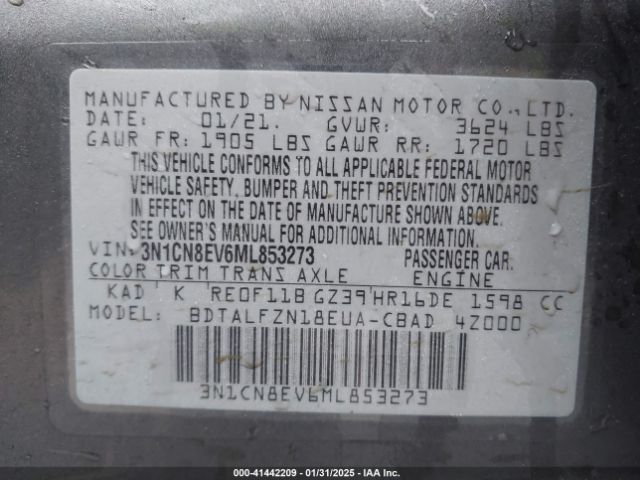 MANUFACTURED BY NISSAN MOTOR CO., LTD.
DATE: 01/21. GVWR: 3624 LBS
GAWR FR: 1905 LBS GAWR RR: 1720 LBS
THIS VEHICLE CONFORMS TO ALL APPLICABLE FEDERAL MOTOR
VEHICLE SAFETY, BUMPER AND THEFT PREVENTION STANDARDS
IN EFFECT ON THE DATE OF MANUFACTURE SHOWN ABOVE.
SEE OWNER'S MANUAL FOR ADDITIONAL INFORMATION
VIN: 3N1CN8EV6ML853273 PASSENGER CAR.
COLOR TRIM TRANS AXLE ENGINE
KAD K RE0F11B GZ39 HR16DE 1598 CC
MODEL: BDTALFZN18EUA-CBAD 4Z000
3N1CN8EV6ML853273
000-41442209 - 01/31/2025 - IAA Inc.